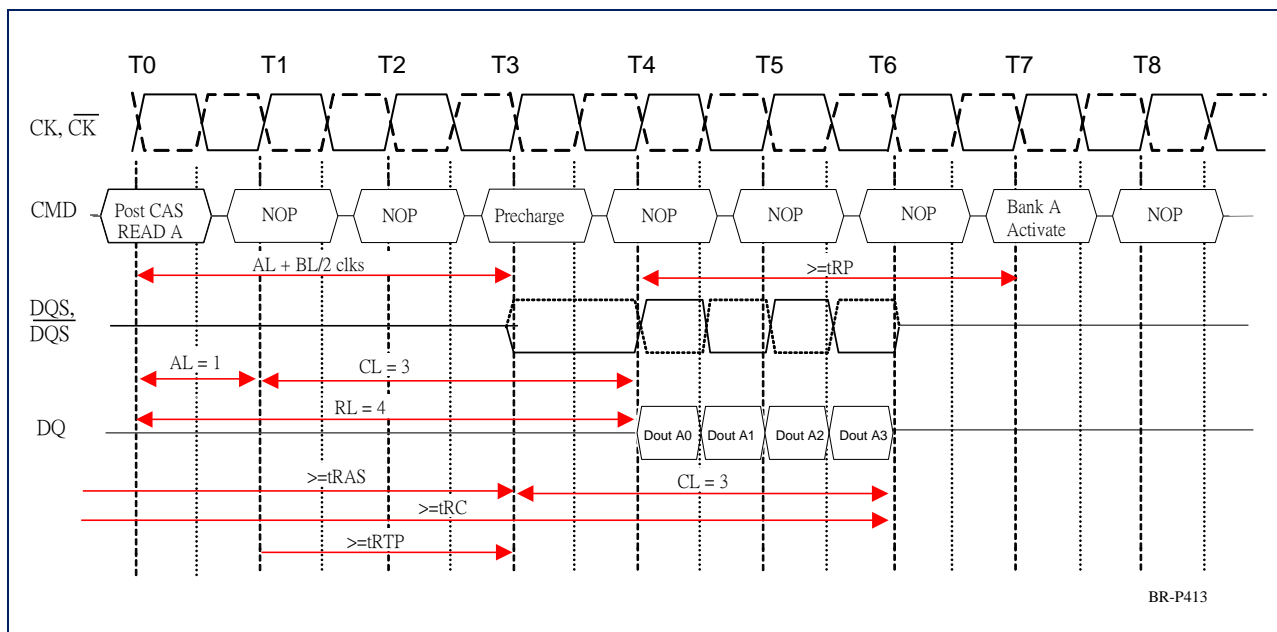 T0 T1 T2 T3 T4 T5 T6 T7 T8
CK, CK
CMD
Post CAS
READ A
NOP
NOP
Precharge
NOP
NOP
NOP
Bank A
Activate
NOP
AL + BL/2 clks
>=tRP
DQS,
DQS
AL = 1
CL = 3
RL = 4
DQ
Dout A0
Dout A1
Dout A2
Dout A3
>=tRAS
CL = 3
>=tRC
>=tRTP
BR-P413